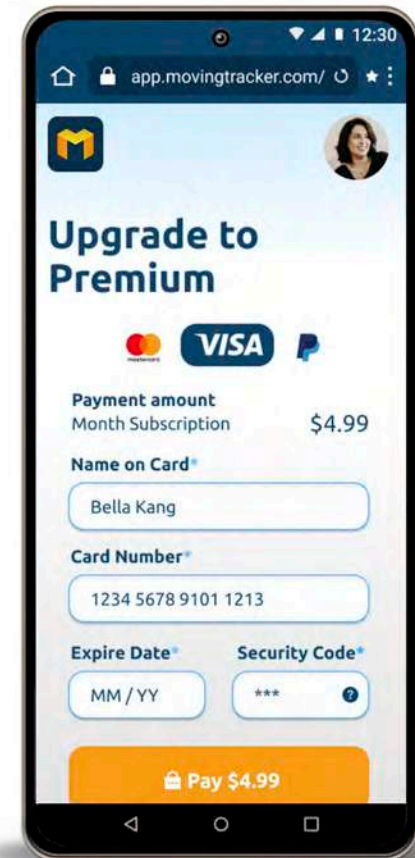 12:30
app.movingtracker.com/
Upgrade to
Premium
mastercard VISA
Payment amount
Month Subscription $4.99
Name on Card*
Bella Kang
Card Number*
1234 5678 9101 1213
Expire Date* Security Code*
MM / YY *** ?
Pay $4.99